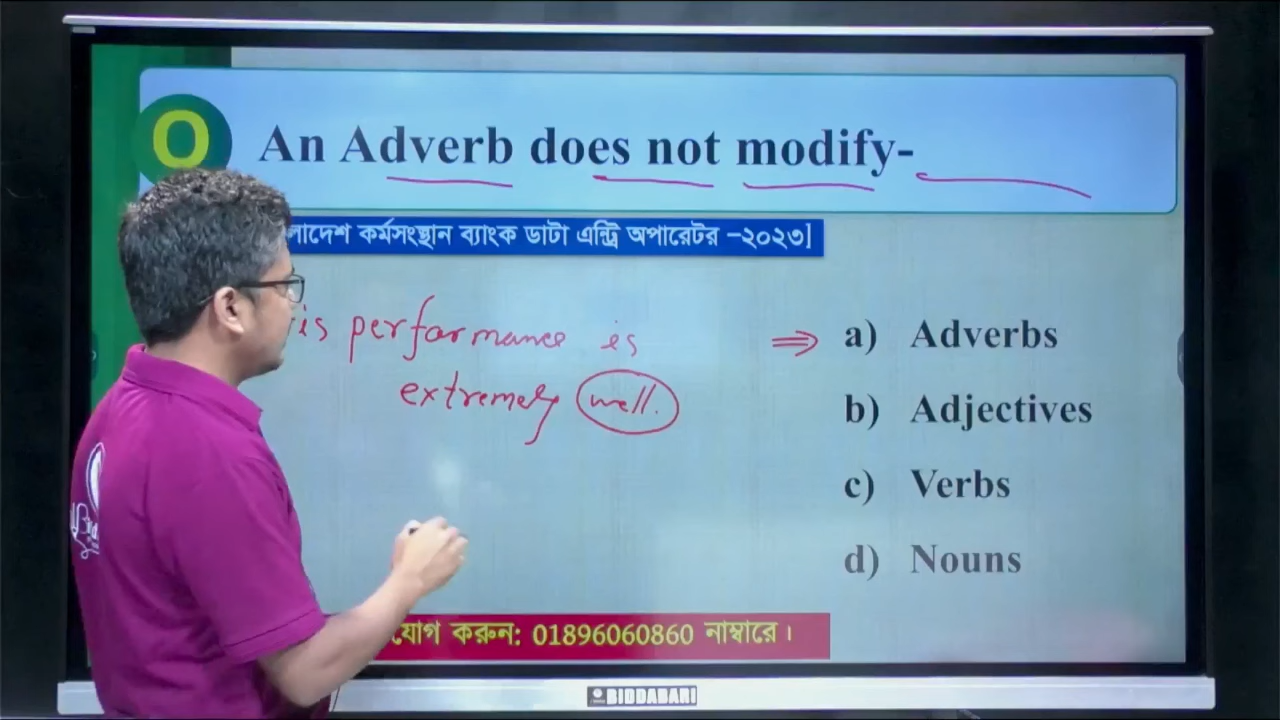 O An Adverb does not modify-
কর্মসংস্থান ব্যাংক ডাটা এন্ট্রি অপারেটর –২০২৩]
is performance is
extremely well.
⇒ a) Adverbs
b) Adjectives
c) Verbs
d) Nouns
করুন: 01896060860 নাম্বারে।
BIDDABARI